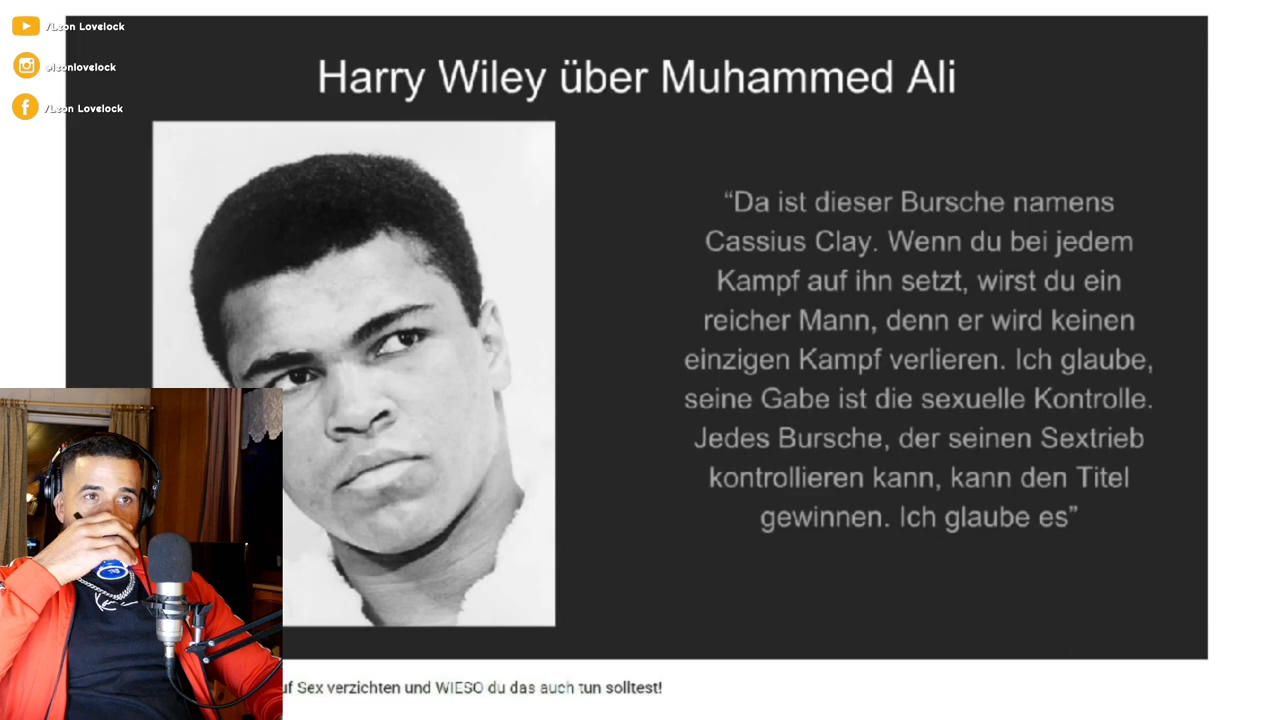 /Leon Lovelock
@leonlovelock
/Leon Lovelock
Harry Wiley über Muhammed Ali
“Da ist dieser Bursche namens
Cassius Clay. Wenn du bei jedem
Kampf auf ihn setzt, wirst du ein
reicher Mann, denn er wird keinen
einzigen Kampf verlieren. Ich glaube,
seine Gabe ist die sexuelle Kontrolle.
Jedes Bursche, der seinen Sextrieb
kontrollieren kann, kann den Titel
gewinnen. Ich glaube es”
Sex verzichten und WIESO du das auch tun solltest!